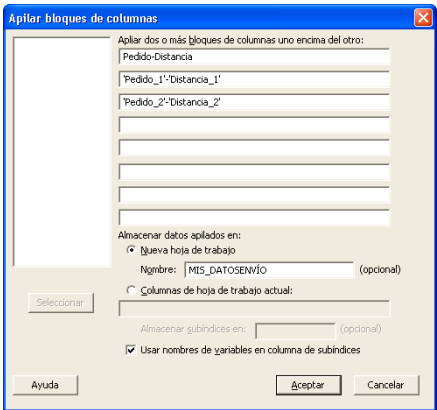 Apilar bloques de columnas
Apliar dos o más bloques de columnas uno encima del otro:
Pedido-Distancia
'Pedido_1'-'Distancia_1'
'Pedido_2'-'Distancia_2'
Almacenar datos apilados en:
Nueva hoja de trabajo
Nombre: MIS_DATOSENVÍO (opcional)
Columnas de hoja de trabajo actual:
Seleccionar
Almacenar subíndices en: (opcional)
Usar nombres de variables en columna de subíndices
Ayuda Aceptar Cancelar